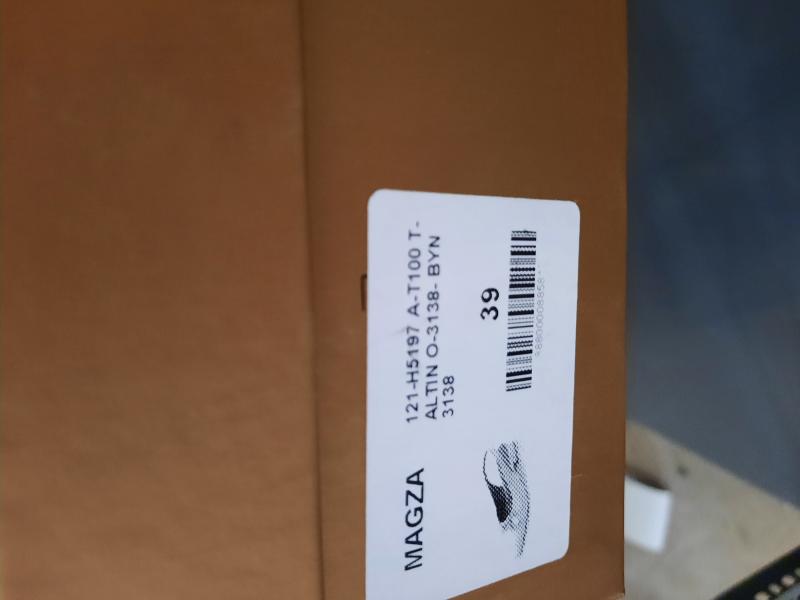 MAGZA
121-H5197 A-T100 T-
ALTIN O-3138- BYN
3138
39